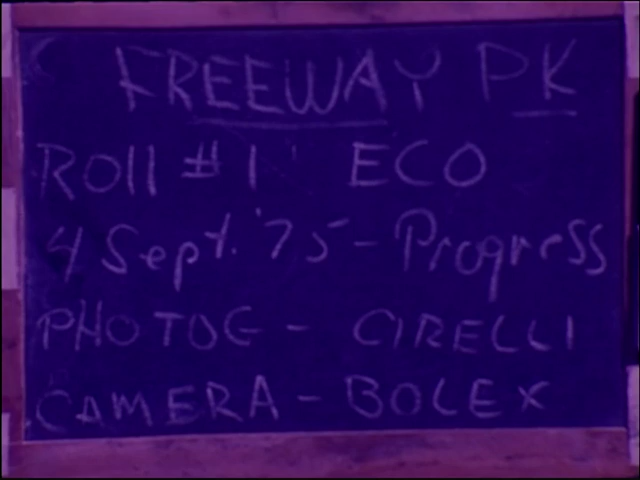 FREEWAY PK
ROll #1 ECO
4 Sept. '75 - Progress
PHOTOG - CIRELLI
CAMERA - BOLEX